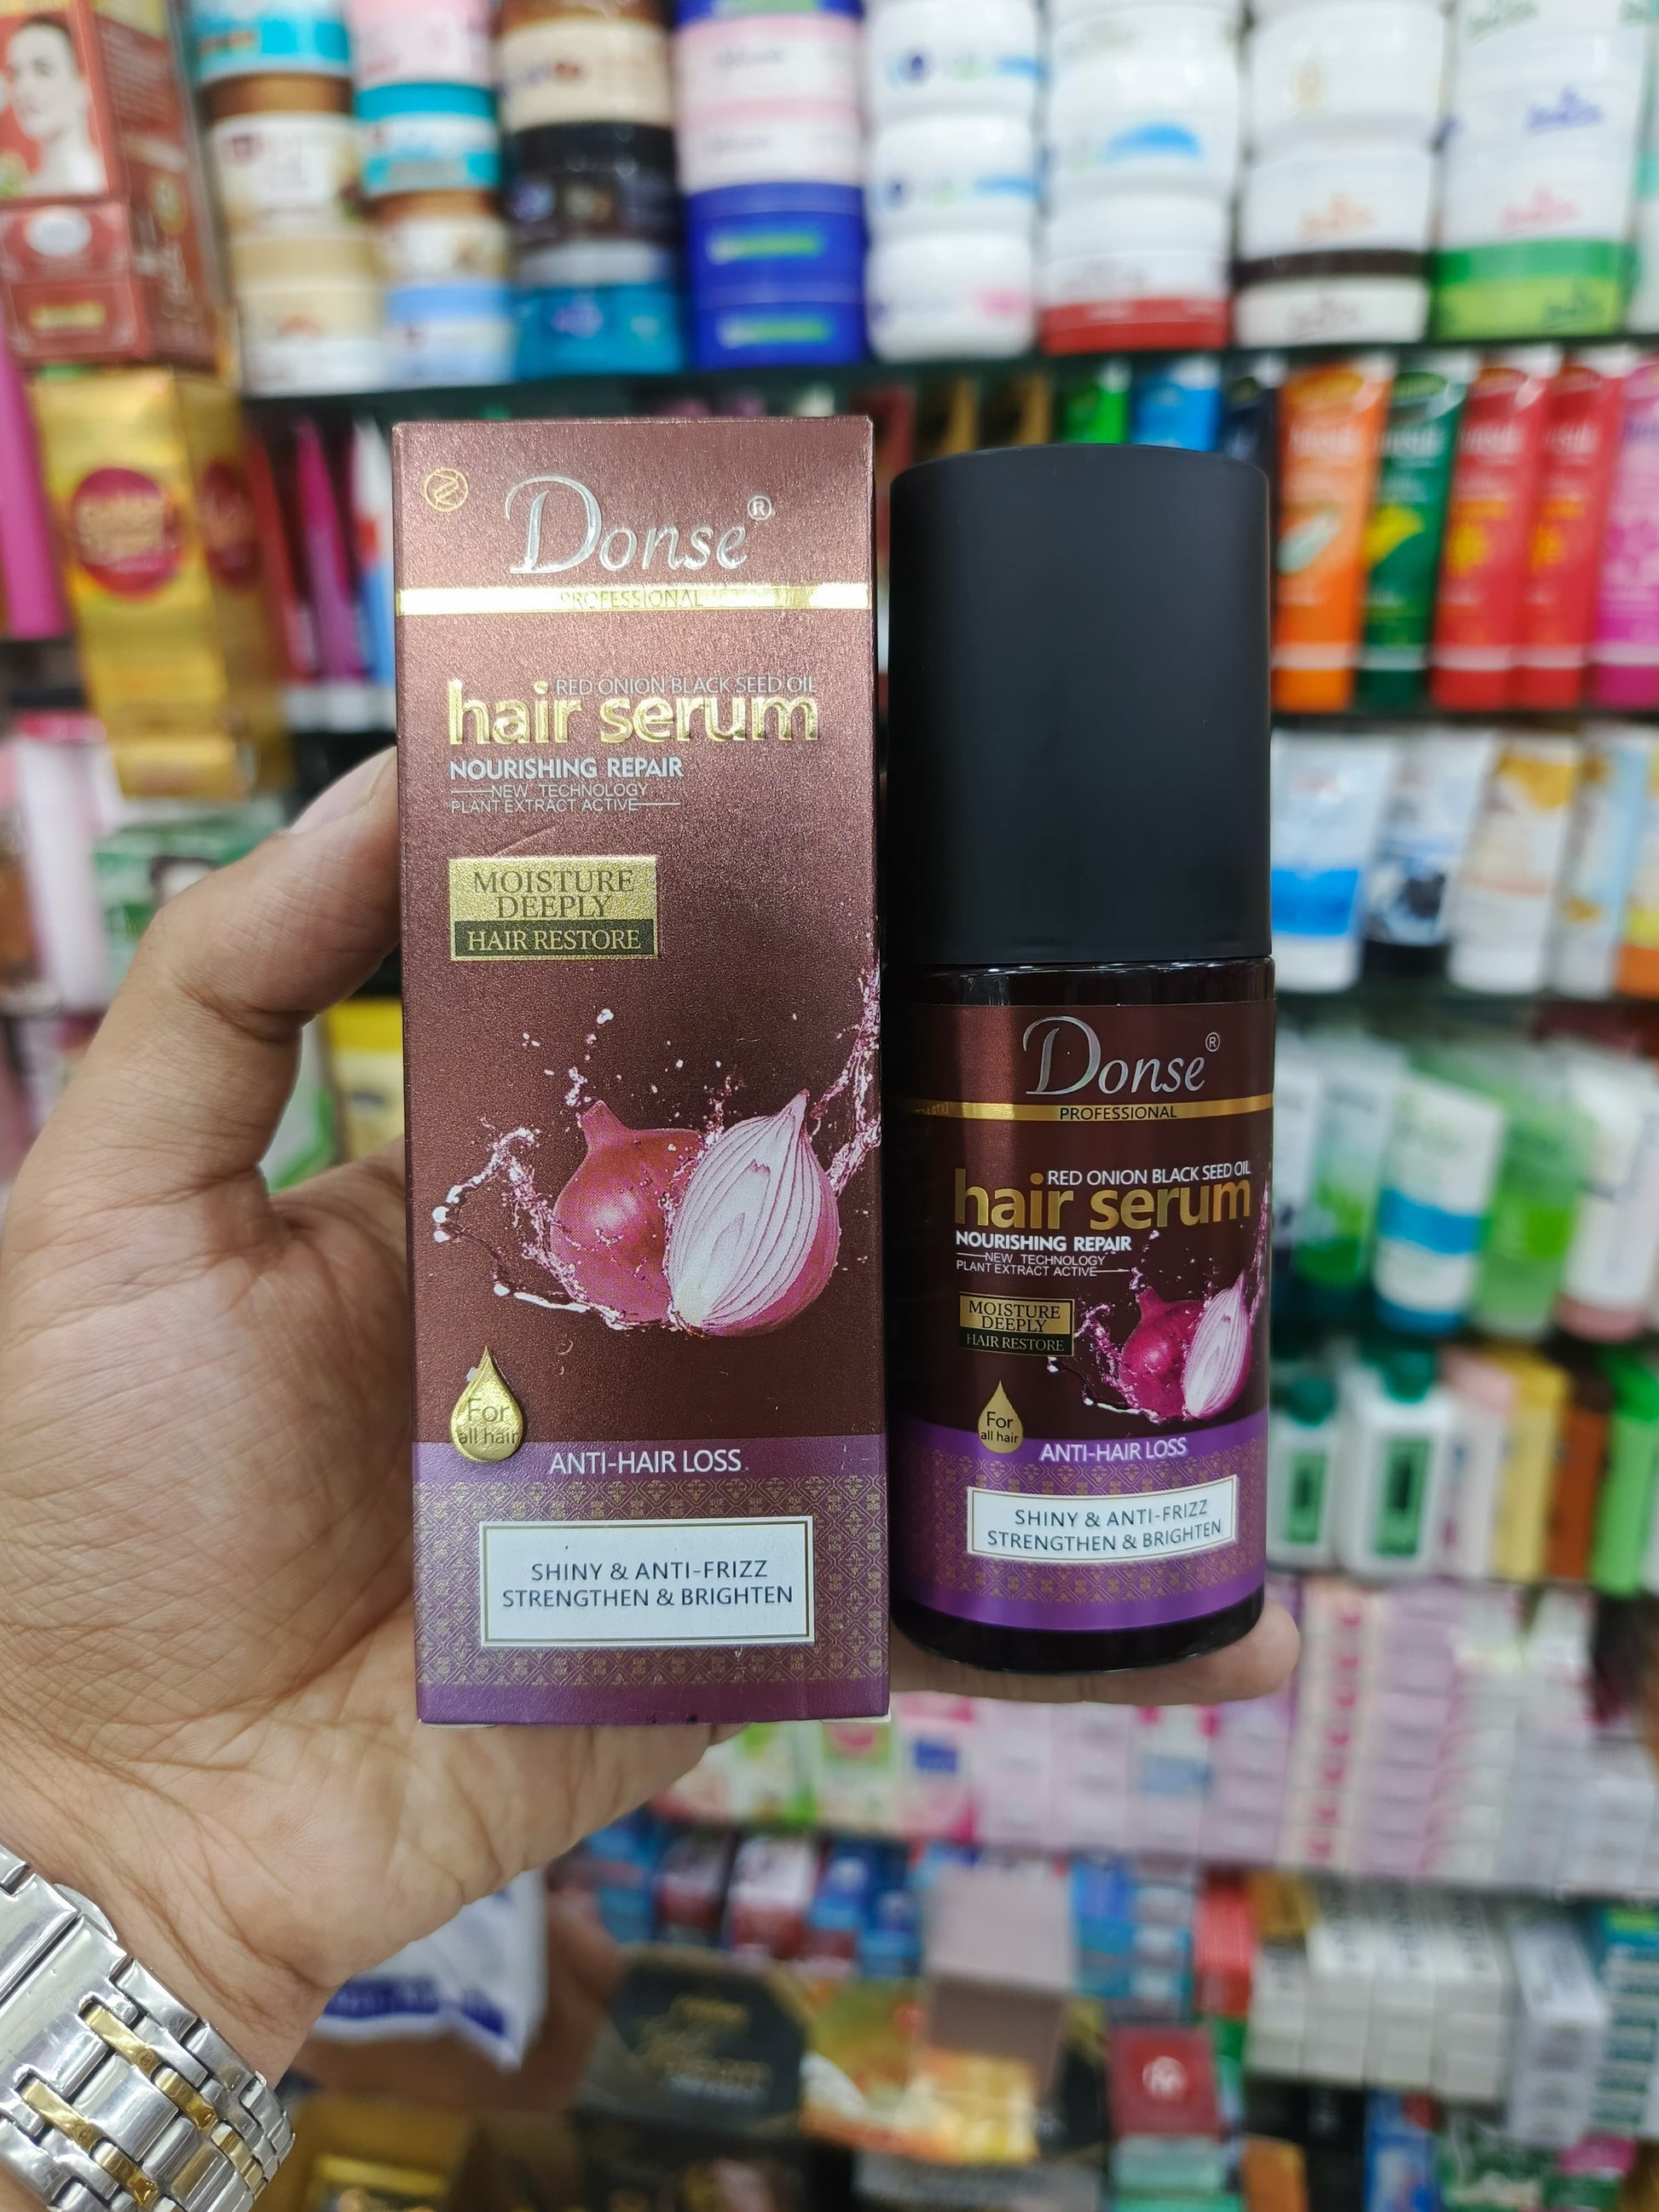 Donse®
PROFESSIONAL
RED ONION BLACK SEED OIL
hair serum
NOURISHING REPAIR
NEW TECHNOLOGY
PLANT EXTRACT ACTIVE
MOISTURE
DEEPLY
HAIR RESTORE
For
all hair
ANTI-HAIR LOSS
SHINY & ANTI-FRIZZ
STRENGTHEN & BRIGHTEN
Donse®
PROFESSIONAL
RED ONION BLACK SEED OIL
hair serum
NOURISHING REPAIR
NEW TECHNOLOGY
PLANT EXTRACT ACTIVE
MOISTURE
DEEPLY
HAIR RESTORE
For
all hair
ANTI-HAIR LOSS
SHINY & ANTI-FRIZZ
STRENGTHEN & BRIGHTEN